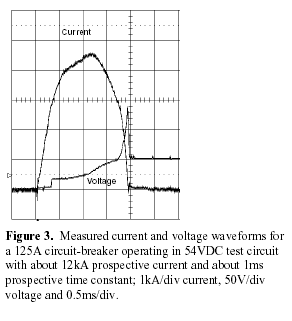 Current
Voltage
Figure 3. Measured current and voltage waveforms for
a 125A circuit-breaker operating in 54VDC test circuit
with about 12kA prospective current and about 1ms
prospective time constant; 1kA/div current, 50V/div
voltage and 0.5ms/div.